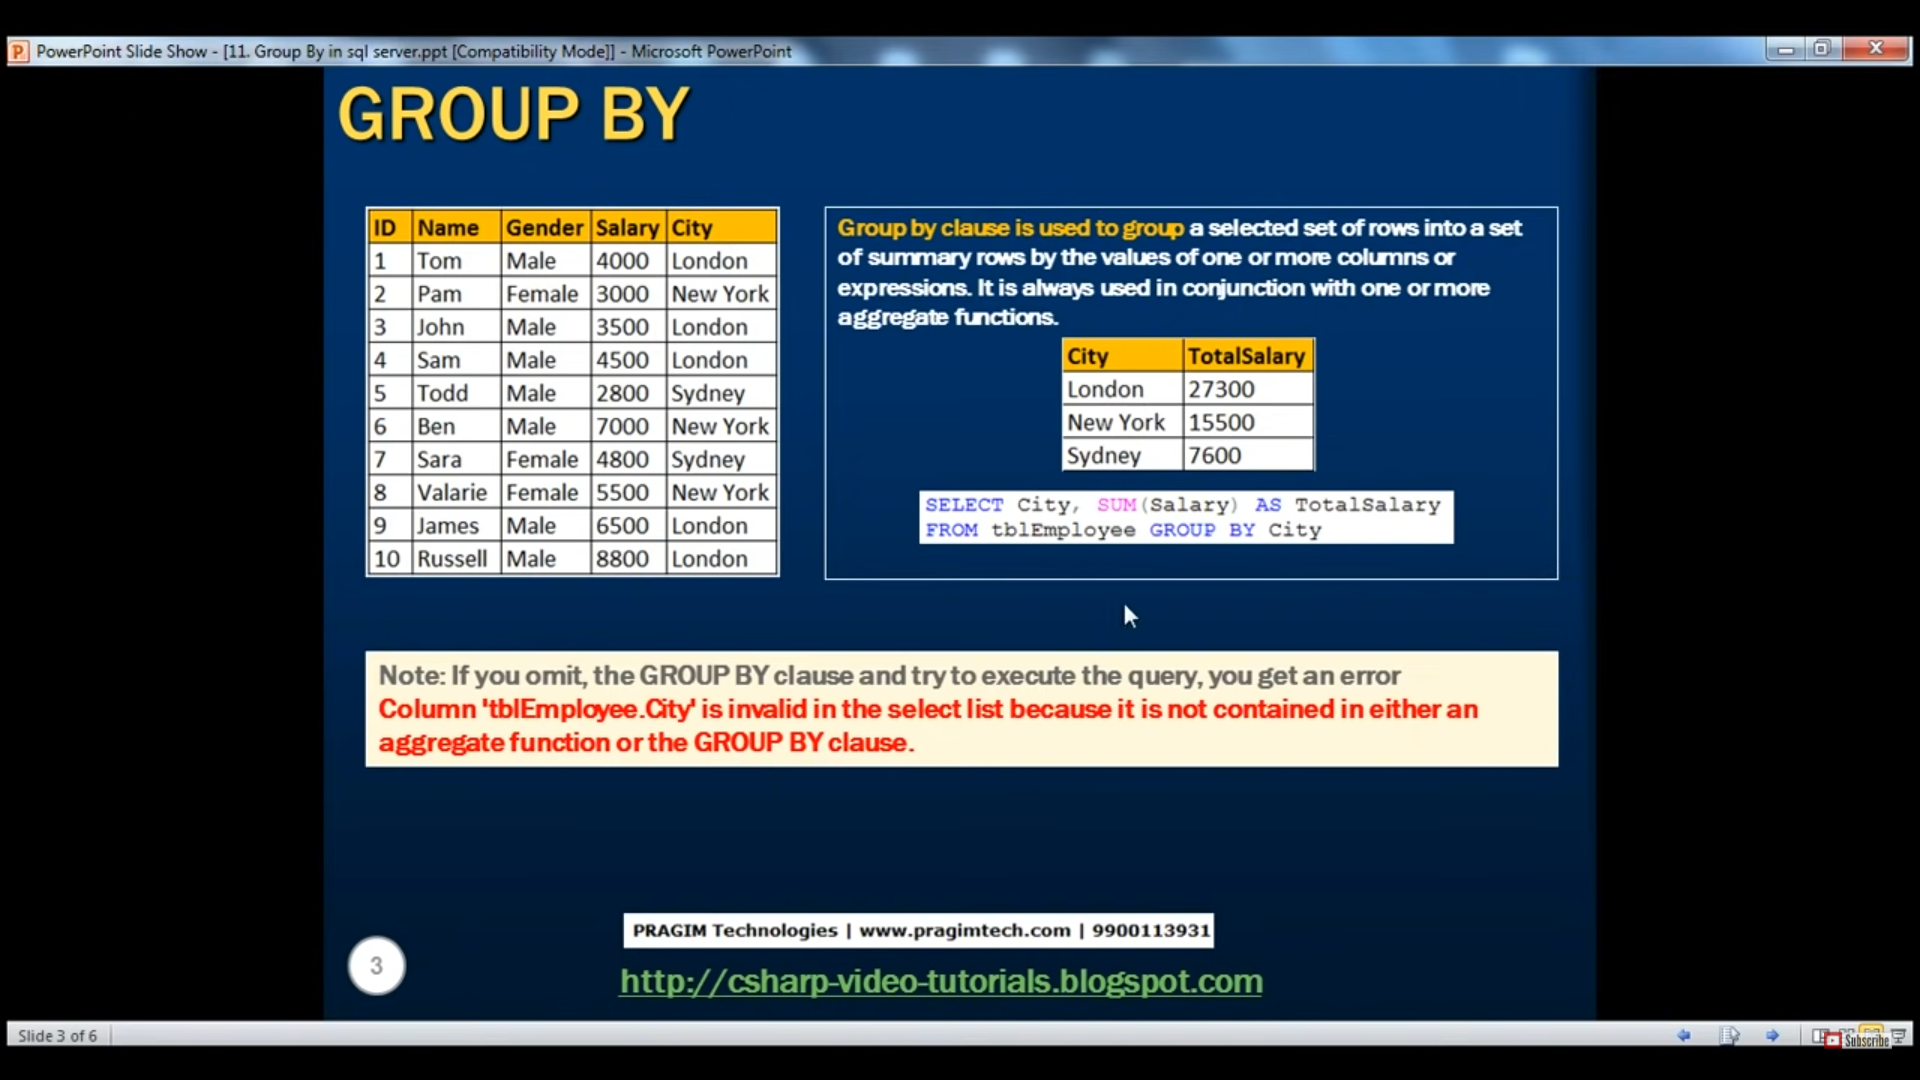 PowerPoint Slide Show - [11. Group By in sql server.ppt [Compatibility Mode]] - Microsoft PowerPoint
GROUP BY
ID Name Gender Salary City
1 Tom Male 4000 London
2 Pam Female 3000 New York
3 John Male 3500 London
4 Sam Male 4500 London
5 Todd Male 2800 Sydney
6 Ben Male 7000 New York
7 Sara Female 4800 Sydney
8 Valarie Female 5500 New York
9 James Male 6500 London
10 Russell Male 8800 London
Group by clause is used to group a selected set of rows into a set
of summary rows by the values of one or more columns or
expressions. It is always used in conjunction with one or more
aggregate functions.
City TotalSalary
London 27300
New York 15500
Sydney 7600
SELECT City, SUM(Salary) AS TotalSalary
FROM tblEmployee GROUP BY City
Note: If you omit, the GROUP BY clause and try to execute the query, you get an error
Column 'tblEmployee.City' is invalid in the select list because it is not contained in either an
aggregate function or the GROUP BY clause.
PRAGIM Technologies | www.pragimtech.com | 9900113931
3
http://csharp-video-tutorials.blogspot.com
Slide 3 of 6
Subscribe